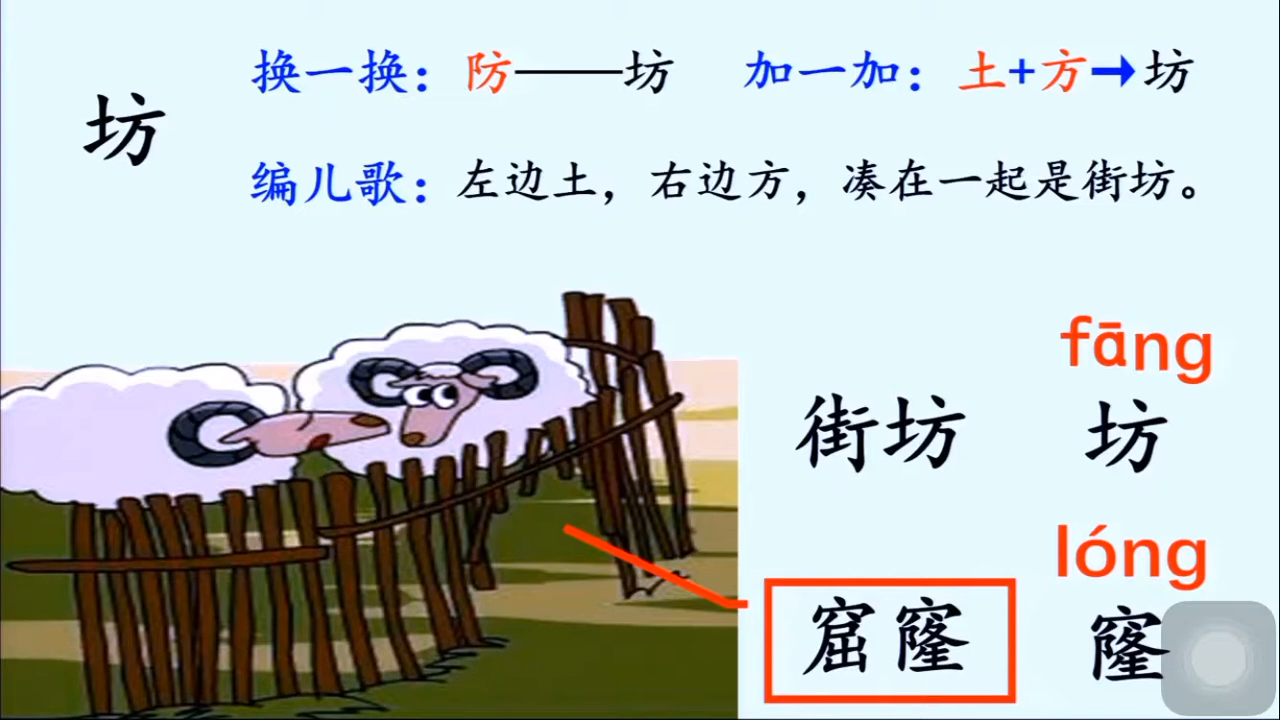 坊
换一换：防——坊 加一加：土+方➡坊
编儿歌：左边土，右边方，凑在一起是街坊。
fāng
街坊 坊
lóng
窟窿 窿